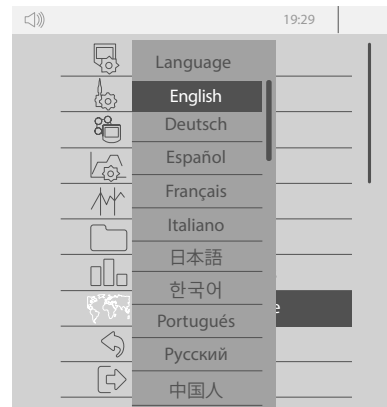 19:29
Language
English
Deutsch
Español
Français
Italiano
日本語
한국어
Portugués
Русский
中国人